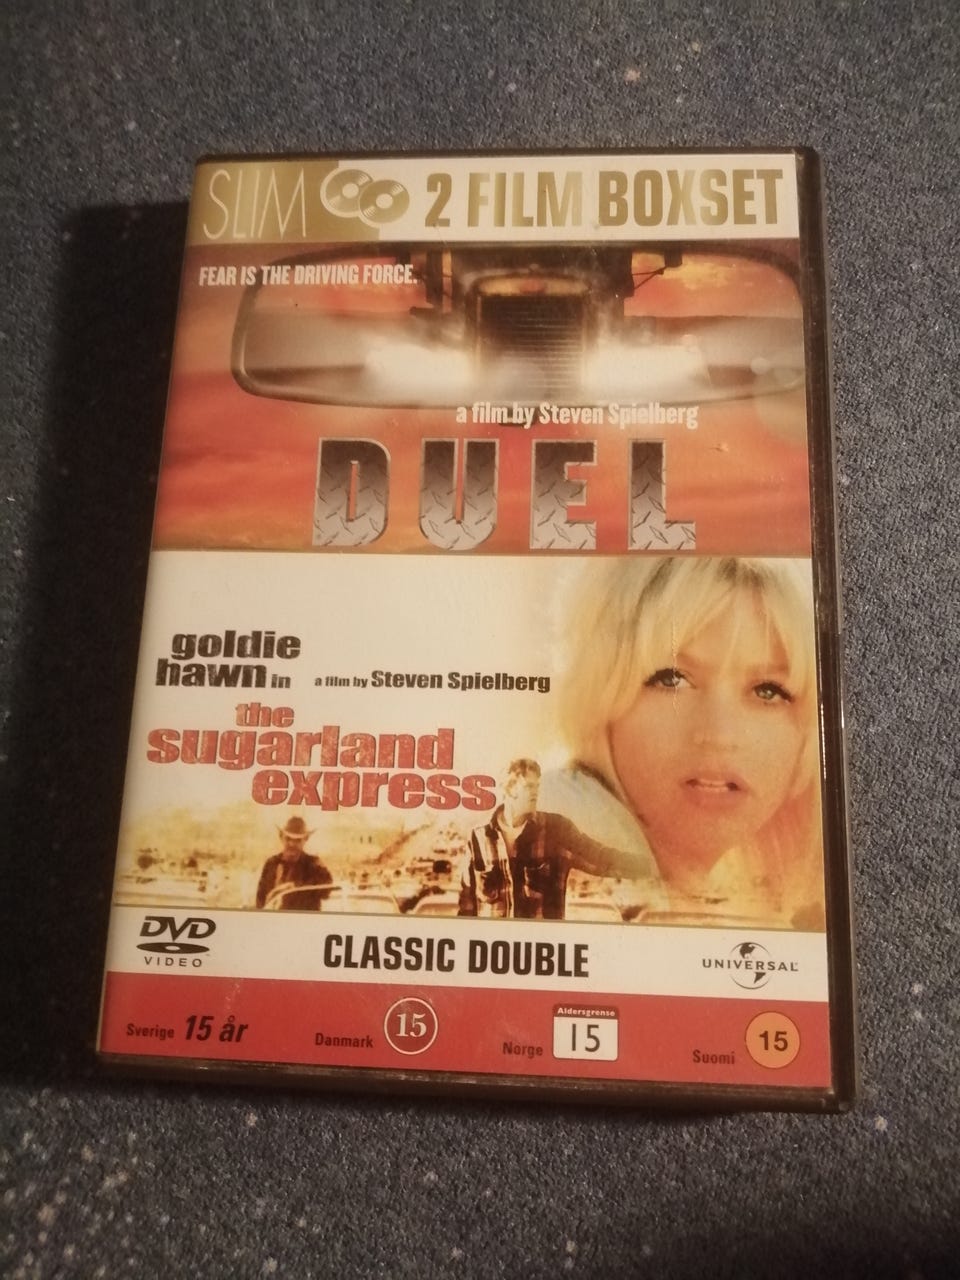 SLIM 2 FILM BOXSET
FEAR IS THE DRIVING FORCE.
a film by Steven Spielberg
DUEL
goldie
hawn in a film by Steven Spielberg
the
sugarland
express
DVD
VIDEO
CLASSIC DOUBLE
UNIVERSAL
Sverige 15 år
Danmark 15
Norge Aldersgrense 15
Suomi 15